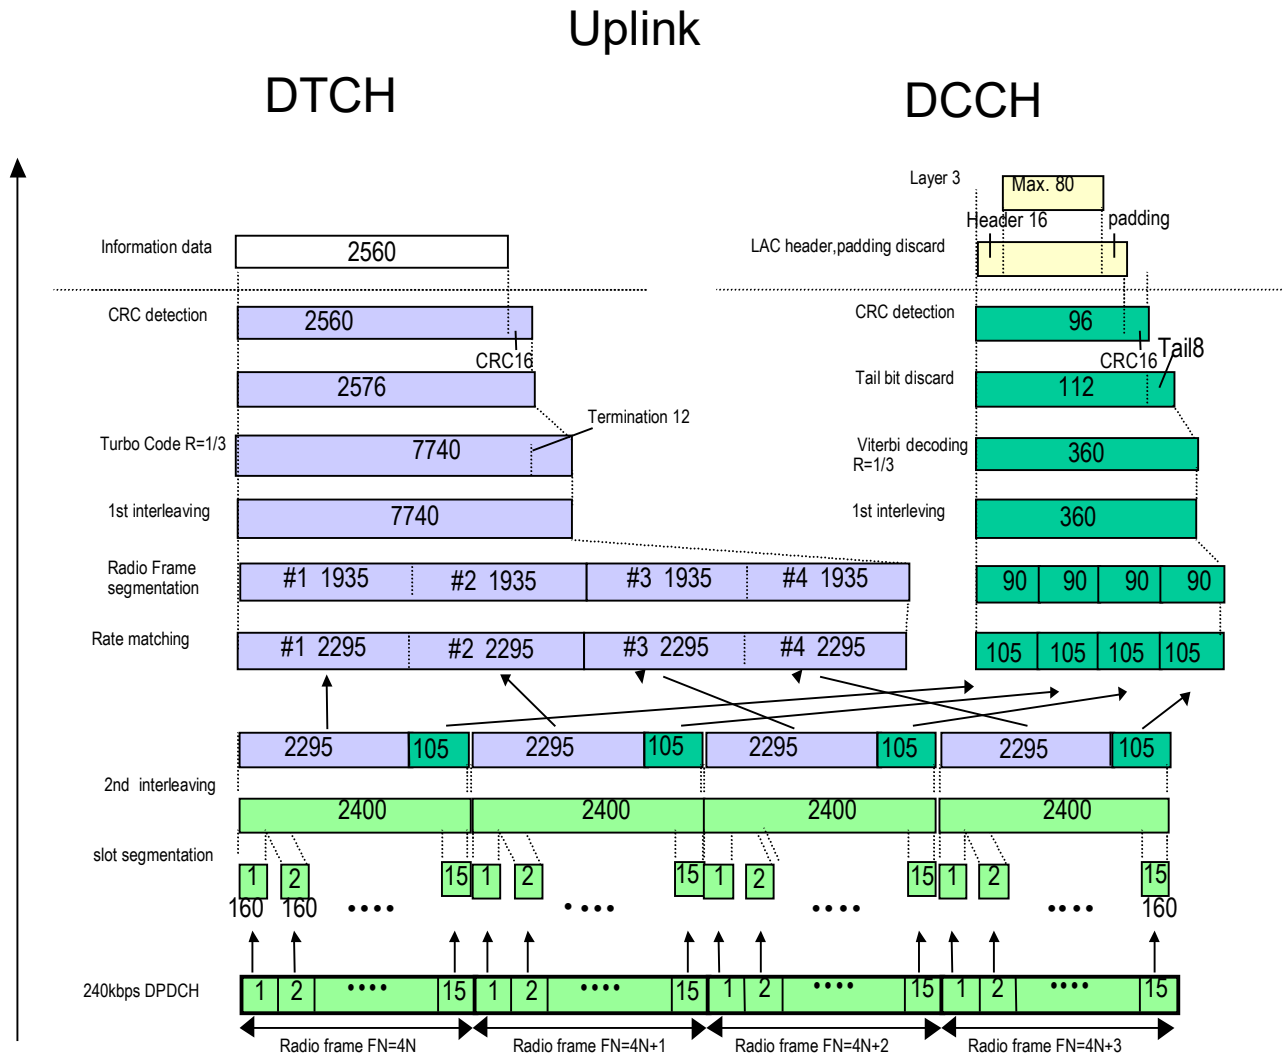 Uplink
DTCH
DCCH
Layer 3
Max. 80
Header 16
padding
Information data
2560
LAC header,padding discard
CRC detection
2560
CRC16
CRC detection
96
CRC16
Tail8
2576
Tail bit discard
112
Termination 12
Turbo Code R=1/3
7740
Viterbi decoding
R=1/3
360
1st interleaving
7740
1st interleving
360
Radio Frame
segmentation
#1 1935
#2 1935
#3 1935
#4 1935
90
90
90
90
Rate matching
#1 2295
#2 2295
#3 2295
#4 2295
105
105
105
105
2295
105
2295
105
2295
105
2295
105
2nd interleaving
2400
2400
2400
2400
slot segmentation
1
2
15
1
2
15
1
2
15
1
2
15
160
160
••••
••••
••••
••••
160
240kbps DPDCH
1
2
••••
15
1
2
••••
15
1
2
••••
15
1
2
••••
15
Radio frame FN=4N
Radio frame FN=4N+1
Radio frame FN=4N+2
Radio frame FN=4N+3